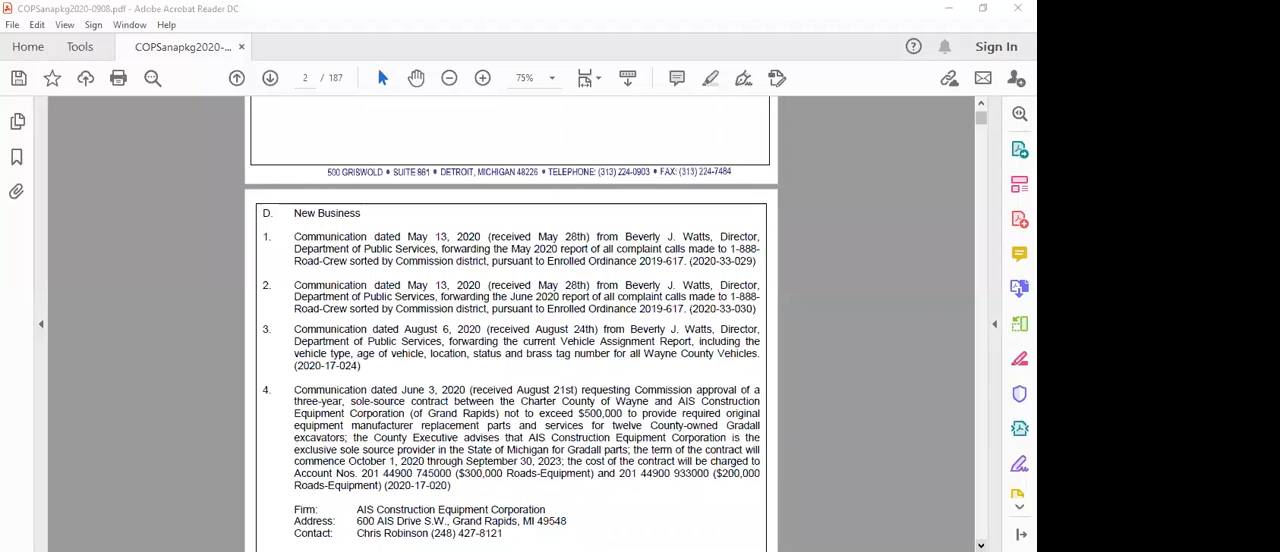 COPSanapkg2020-0908.pdf - Adobe Acrobat Reader DC
File Edit View Sign Window Help
Home Tools COPSanapkg2020-... × Sign In
2 / 187 75%
500 GRISWOLD • SUITE 861 • DETROIT, MICHIGAN 48226 • TELEPHONE: (313) 224-0903 • FAX: (313) 224-7484
D. New Business
1. Communication dated May 13, 2020 (received May 28th) from Beverly J. Watts, Director,
Department of Public Services, forwarding the May 2020 report of all complaint calls made to 1-888-
Road-Crew sorted by Commission district, pursuant to Enrolled Ordinance 2019-617. (2020-33-029)
2. Communication dated May 13, 2020 (received May 28th) from Beverly J. Watts, Director,
Department of Public Services, forwarding the June 2020 report of all complaint calls made to 1-888-
Road-Crew sorted by Commission district, pursuant to Enrolled Ordinance 2019-617. (2020-33-030)
3. Communication dated August 6, 2020 (received August 24th) from Beverly J. Watts, Director,
Department of Public Services, forwarding the current Vehicle Assignment Report, including the
vehicle type, age of vehicle, location, status and brass tag number for all Wayne County Vehicles.
(2020-17-024)
4. Communication dated June 3, 2020 (received August 21st) requesting Commission approval of a
three-year, sole-source contract between the Charter County of Wayne and AIS Construction
Equipment Corporation (of Grand Rapids) not to exceed $500,000 to provide required original
equipment manufacturer replacement parts and services for twelve County-owned Gradall
excavators; the County Executive advises that AIS Construction Equipment Corporation is the
exclusive sole source provider in the State of Michigan for Gradall parts; the term of the contract will
commence October 1, 2020 through September 30, 2023; the cost of the contract will be charged to
Account Nos. 201 44900 745000 ($300,000 Roads-Equipment) and 201 44900 933000 ($200,000
Roads-Equipment) (2020-17-020)
Firm: AIS Construction Equipment Corporation
Address: 600 AIS Drive S.W., Grand Rapids, MI 49548
Contact: Chris Robinson (248) 427-8121